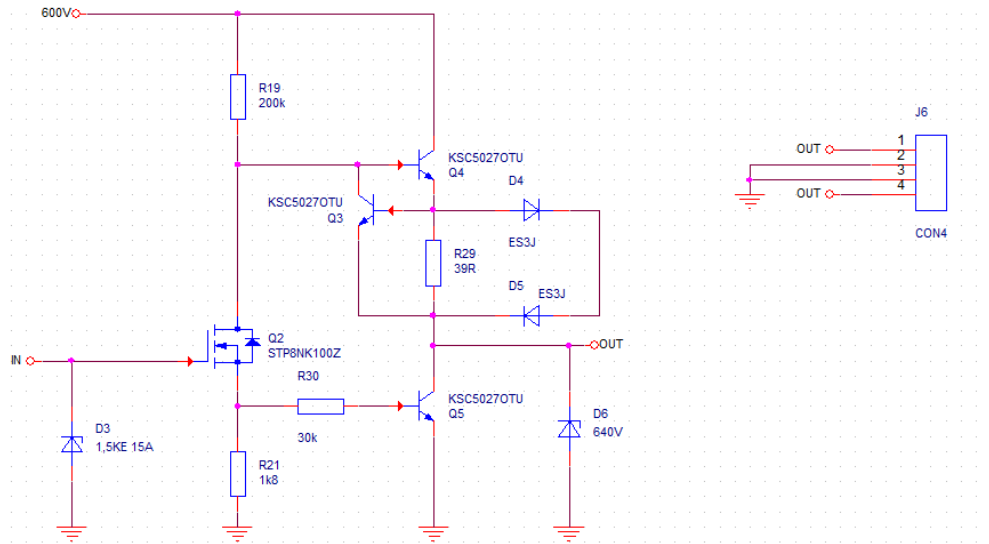 600V
R19
200k
J6
KSC5027OTU
Q4
OUT
1
2
3
4
OUT
D4
KSC5027OTU
Q3
ES3J
CON4
R29
39R
D5
ES3J
Q2
STP8NK100Z
OUT
IN
R30
KSC5027OTU
Q5
D3
1,5KE 15A
30k
D6
640V
R21
1k8